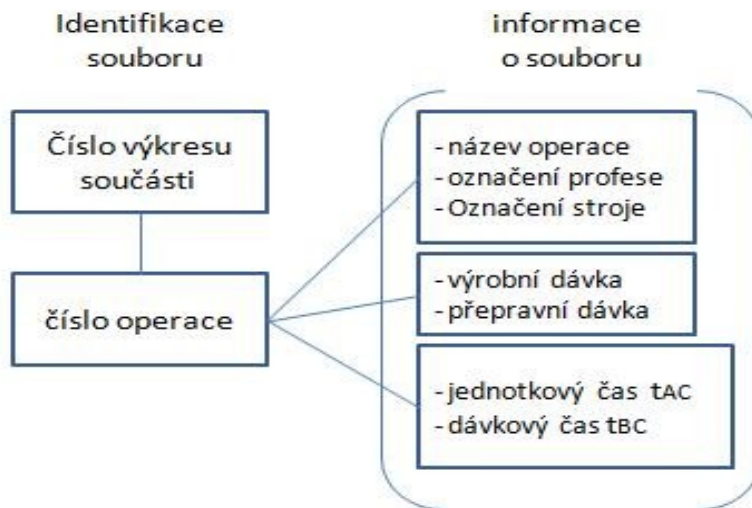 Identifikace
souboru
informace
o souboru
Číslo výkresu
součásti
číslo operace
-název operace
-označení profese
-Označení stroje
-výrobní dávka
-přepravní dávka
-jednotkový čas tAC
-dávkový čas tBC